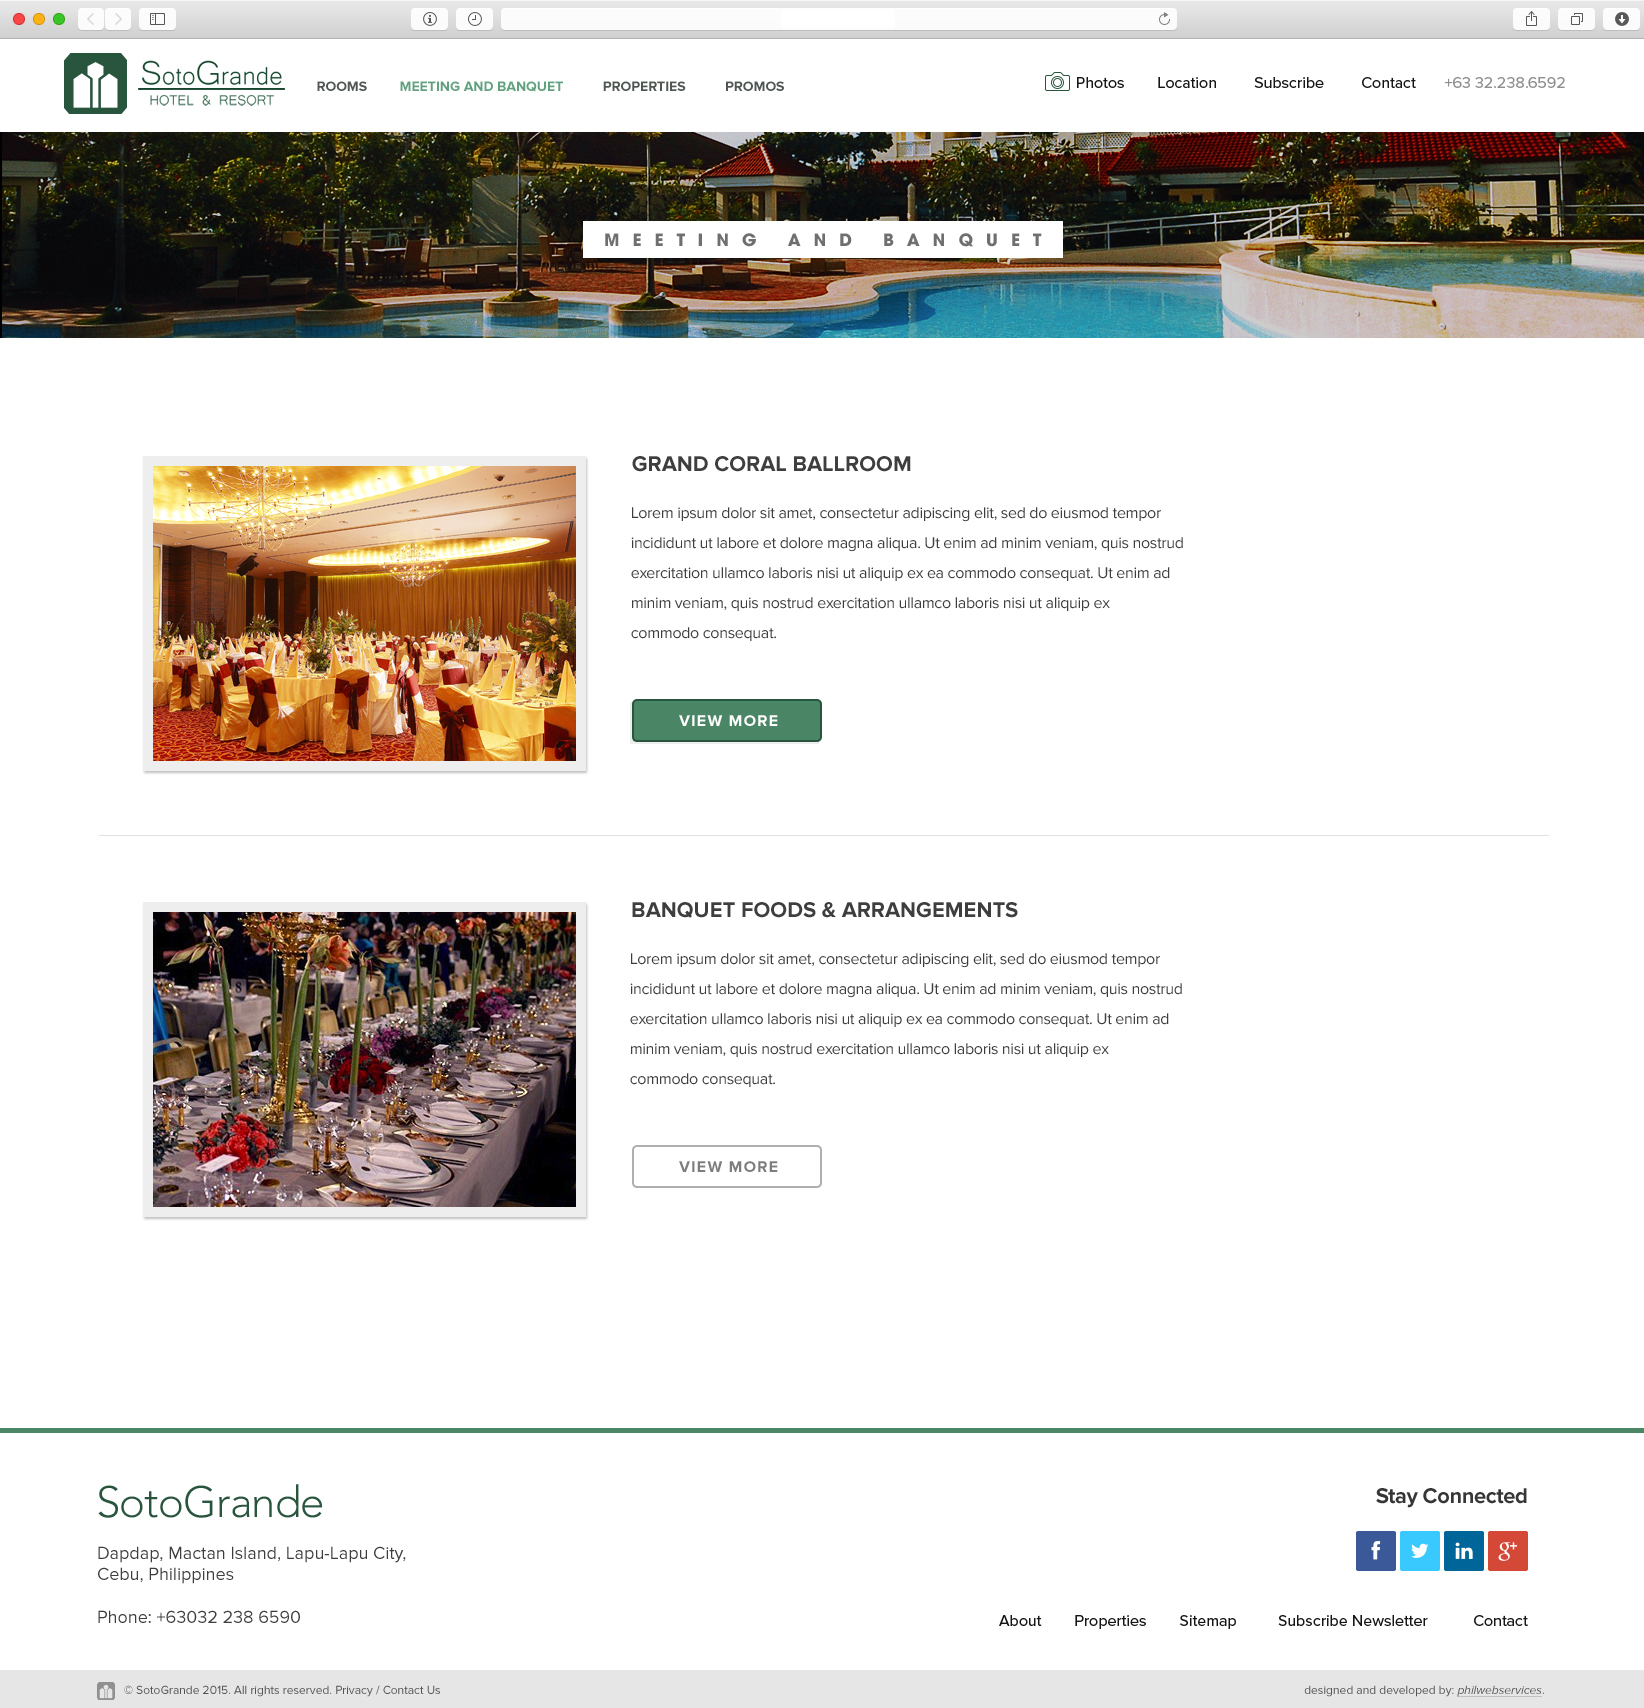 SotoGrande
HOTEL & RESORT
ROOMS MEETING AND BANQUET PROPERTIES PROMOS
Photos Location Subscribe Contact +63 32.238.6592
MEETING AND BANQUET
GRAND CORAL BALLROOM
Lorem ipsum dolor sit amet, consectetur adipiscing elit, sed do eiusmod tempor
incididunt ut labore et dolore magna aliqua. Ut enim ad minim veniam, quis nostrud
exercitation ullamco laboris nisi ut aliquip ex ea commodo consequat. Ut enim ad
minim veniam, quis nostrud exercitation ullamco laboris nisi ut aliquip ex
commodo consequat.
VIEW MORE
8
BANQUET FOODS & ARRANGEMENTS
Lorem ipsum dolor sit amet, consectetur adipiscing elit, sed do eiusmod tempor
incididunt ut labore et dolore magna aliqua. Ut enim ad minim veniam, quis nostrud
exercitation ullamco laboris nisi ut aliquip ex ea commodo consequat. Ut enim ad
minim veniam, quis nostrud exercitation ullamco laboris nisi ut aliquip ex
commodo consequat.
VIEW MORE
SotoGrande
Dapdap, Mactan Island, Lapu-Lapu City,
Cebu, Philippines
Phone: +63032 238 6590
Stay Connected
f in g+
About Properties Sitemap Subscribe Newsletter Contact
© SotoGrande 2015. All rights reserved. Privacy / Contact Us
designed and developed by: philwebservices.